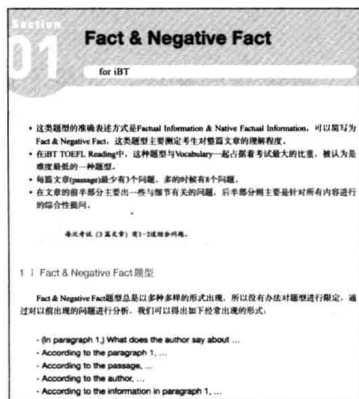 Section
01
Fact & Negative Fact
for iBT
• 这类题型的准确表述方式是Factual Information & Native Factual Information，可以简写为
Fact & Negative Fact，这类题型主要测定考生对整篇文章的理解程度。
• 在iBT TOEFL Reading中，这种题型与Vocabulary一起占据着考试最大的比重，被认为是
难度最低的一种题型。
• 每篇文章(passage)最少有3个问题，多的时候有8个问题。
• 在文章的前半部分主要出一些与细节有关的问题，后半部分则主要是针对所有内容进行
的综合性提问。
每次考试（3篇文章）有1~2道组合问题。
1 | Fact & Negative Fact题型
Fact & Negative Fact题型总是以多种多样的形式出现，所以没有办法对题型进行限定，通
过对以前出现的问题进行分析，我们可以得出如下经常出现的形式：
- (In paragraph 1,) What does the author say about …
- According to the paragraph 1, …
- According to the passage, …
- According to the author, …
- According to the information in paragraph 1, …